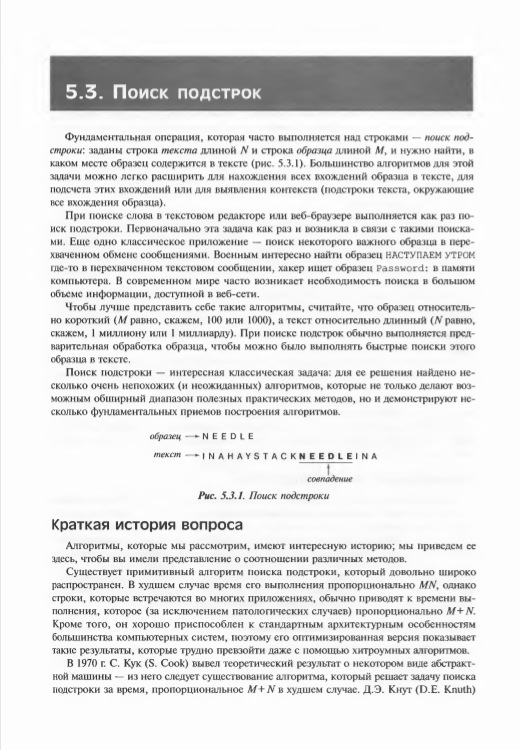 5.3. Поиск подстрок
Фундаментальная операция, которая часто выполняется над строками — поиск под-
строки: заданы строка текста длиной N и строка образца длиной M, и нужно найти, в
каком месте образец содержится в тексте (рис. 5.3.1). Большинство алгоритмов для этой
задачи можно легко расширить для нахождения всех вхождений образца в тексте, для
подсчета этих вхождений или для выявления контекста (подстроки текста, окружающие
все вхождения образца).
При поиске слова в текстовом редакторе или веб-браузере выполняется как раз по-
иск подстроки. Первоначально эта задача как раз и возникла в связи с такими поиска-
ми. Еще одно классическое приложение — поиск некоторого важного образца в пере-
хваченном обмене сообщениями. Военным интересно найти образец НАСТУПАЕМ УТРОМ
где-то в перехваченном текстовом сообщении, хакер ищет образец Password: в памяти
компьютера. В современном мире часто возникает необходимость поиска в большом
объеме информации, доступной в веб-сети.
Чтобы лучше представить себе такие алгоритмы, считайте, что образец относитель-
но короткий (M равно, скажем, 100 или 1000), а текст относительно длинный (N равно,
скажем, 1 миллиону или 1 миллиарду). При поиске подстрок обычно выполняется пред-
варительная обработка образца, чтобы можно было выполнять быстрые поиски этого
образца в тексте.
Поиск подстроки — интересная классическая задача: для ее решения найдено не-
сколько очень непохожих (и неожиданных) алгоритмов, которые не только делают воз-
можным обширный диапазон полезных практических методов, но и демонстрируют не-
сколько фундаментальных приемов построения алгоритмов.
образец → N E E D L E
текст → I N A H A Y S T A C K N E E D L E I N A
совпадение
Рис. 5.3.1. Поиск подстроки
Краткая история вопроса
Алгоритмы, которые мы рассмотрим, имеют интересную историю; мы приведем ее
здесь, чтобы вы имели представление о соотношении различных методов.
Существует примитивный алгоритм поиска подстроки, который довольно широко
распространен. В худшем случае время его выполнения пропорционально MN, однако
строки, которые встречаются во многих приложениях, обычно приводят к времени вы-
полнения, которое (за исключением патологических случаев) пропорционально M + N.
Кроме того, он хорошо приспособлен к стандартным архитектурным особенностям
большинства компьютерных систем, поэтому его оптимизированная версия показывает
такие результаты, которые трудно превзойти даже с помощью хитроумных алгоритмов.
В 1970 г. С. Кук (S. Cook) вывел теоретический результат о некотором виде абстракт-
ной машины — из него следует существование алгоритма, который решает задачу поиска
подстроки за время, пропорциональное M + N в худшем случае. Д.Э. Кнут (D.E. Knuth)